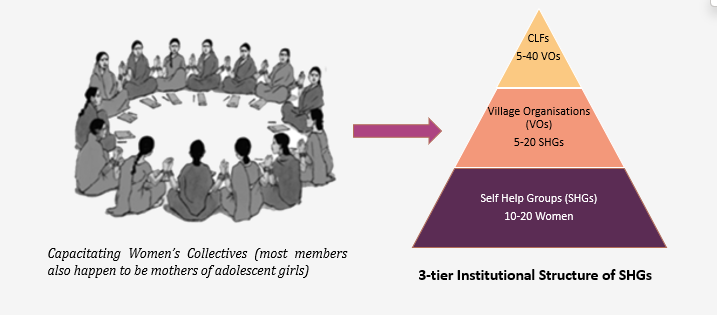 CLFs
5-40 VOs
Village Organisations
(VOs)
5-20 SHGs
Self Help Groups (SHGs)
10-20 Women
Capacitating Women's Collectives (most members
also happen to be mothers of adolescent girls)
3-tier Institutional Structure of SHGs